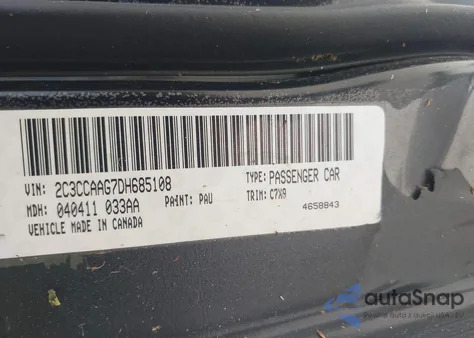 VIN: 2C3CCAAG7DH685108
TYPE: PASSENGER CAR
MDH: 040411 033AA
PAINT: PAU
TRIM: C7X9
VEHICLE MADE IN CANADA
4658843
autoSnap